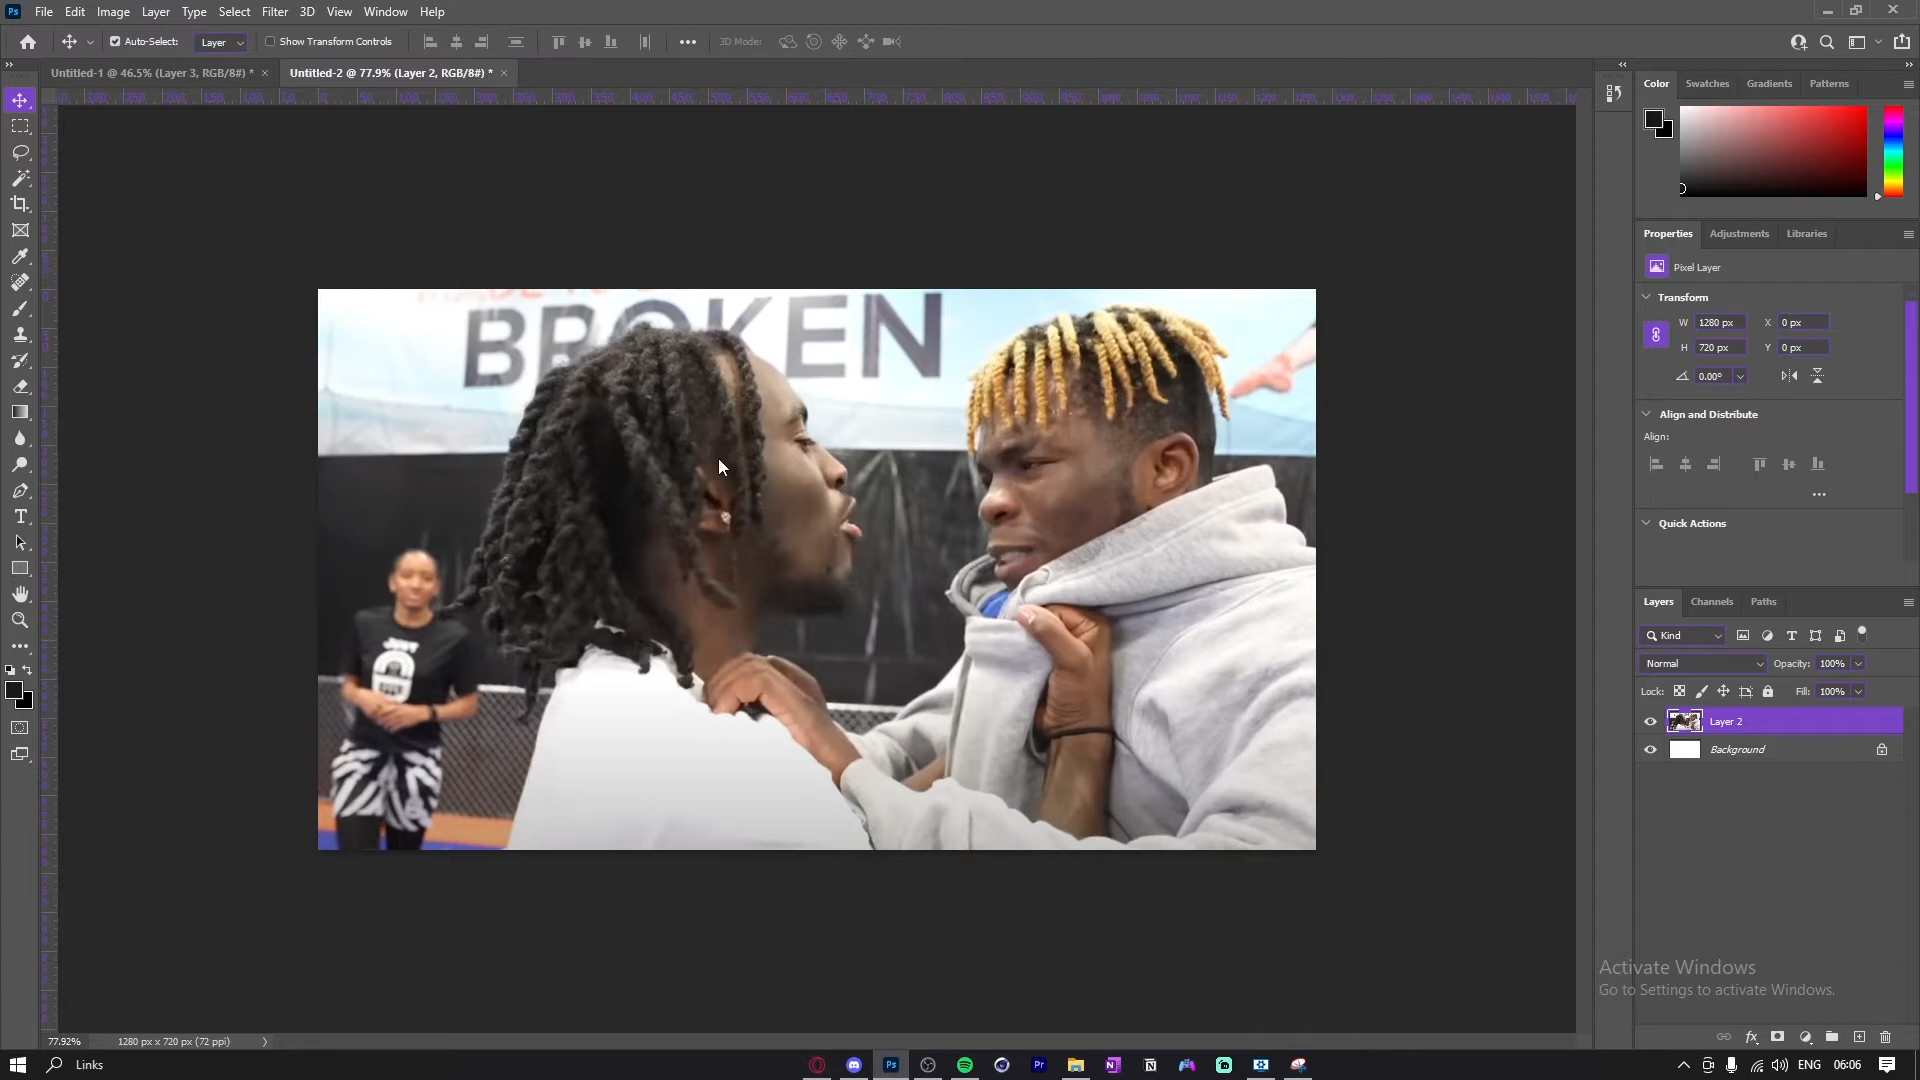 File Edit Image Layer Type Select Filter 3D View Window Help
Auto-Select: Layer Show Transform Controls 3D Mode:
Untitled-1 @ 46.5% (Layer 3, RGB/8#) * × Untitled-2 @ 77.9% (Layer 2, RGB/8#) * ×
Color Swatches Gradients Patterns
Properties Adjustments Libraries
Pixel Layer
Transform
W 1280 px X 0 px
H 720 px Y 0 px
0.00°
Align and Distribute
Align:
Quick Actions
BROKEN
JUST
Layers Channels Paths
Kind
Normal Opacity: 100%
Lock: Fill: 100%
Layer 2
Background
Activate Windows
Go to Settings to activate Windows.
77.92% 1280 px x 720 px (72 ppi)
Links
ENG 06:06